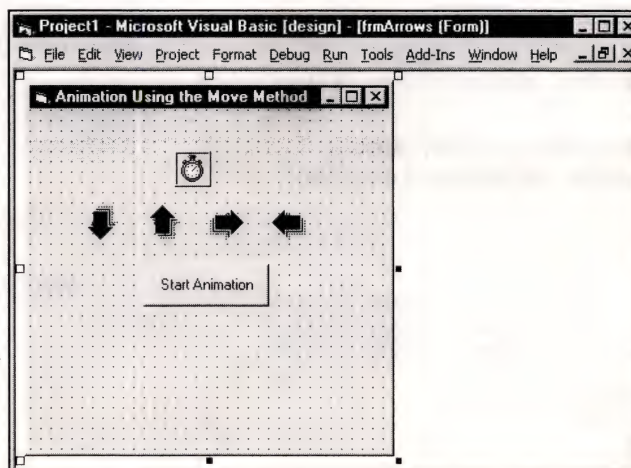 Project1 - Microsoft Visual Basic [design] - [frmArrows (Form)]
File Edit View Project Format Debug Run Tools Add-Ins Window Help
Animation Using the Move Method
Start Animation